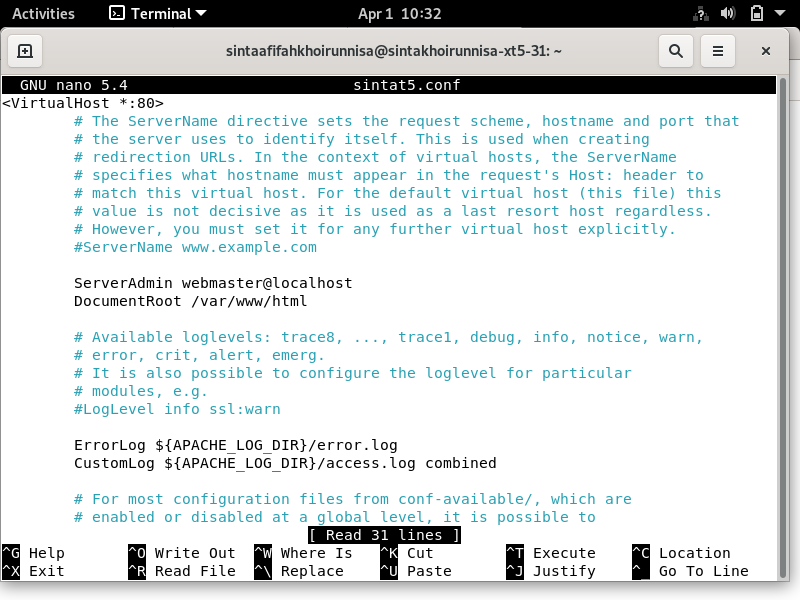 Activities Terminal Apr 1 10:32
sintaafifahkhoirunnisa@sintakhoirunnisa-xt5-31: ~
GNU nano 5.4 sintat5.conf
<VirtualHost *:80>
# The ServerName directive sets the request scheme, hostname and port that
# the server uses to identify itself. This is used when creating
# redirection URLs. In the context of virtual hosts, the ServerName
# specifies what hostname must appear in the request's Host: header to
# match this virtual host. For the default virtual host (this file) this
# value is not decisive as it is used as a last resort host regardless.
# However, you must set it for any further virtual host explicitly.
#ServerName www.example.com
ServerAdmin webmaster@localhost
DocumentRoot /var/www/html
# Available loglevels: trace8, ..., trace1, debug, info, notice, warn,
# error, crit, alert, emerg.
# It is also possible to configure the loglevel for particular
# modules, e.g.
#LogLevel info ssl:warn
ErrorLog ${APACHE_LOG_DIR}/error.log
CustomLog ${APACHE_LOG_DIR}/access.log combined
# For most configuration files from conf-available/, which are
# enabled or disabled at a global level, it is possible to
[ Read 31 lines ]
^G Help ^O Write Out ^W Where Is ^K Cut ^T Execute ^C Location
^X Exit ^R Read File ^\ Replace ^U Paste ^J Justify ^_ Go To Line